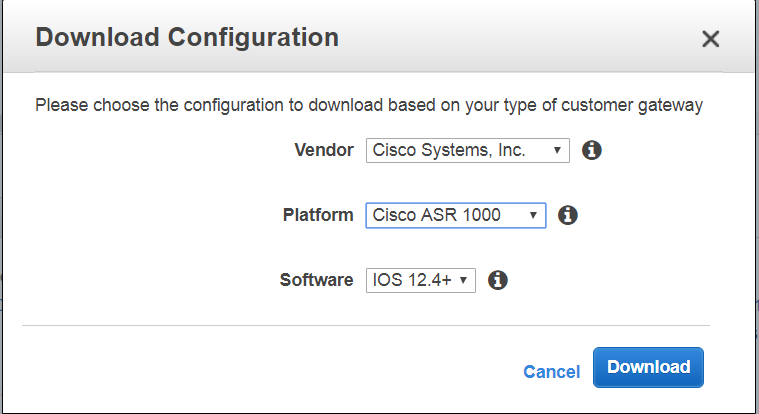 Download Configuration
Please choose the configuration to download based on your type of customer gateway
Vendor Cisco Systems, Inc.
Platform Cisco ASR 1000
Software IOS 12.4+
Cancel Download